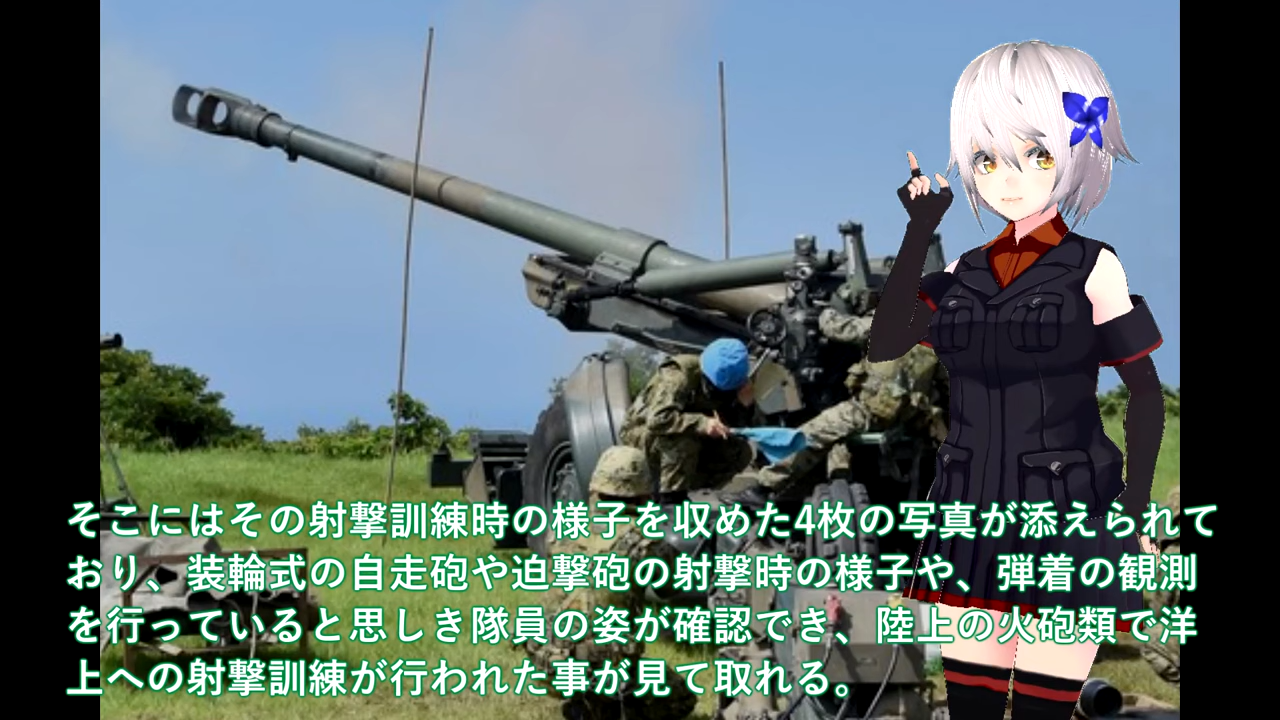 そこにはその射撃訓練時の様子を収めた4枚の写真が添えられて
おり、装輪式の自走砲や迫撃砲の射撃時の様子や、弾着の観測
を行っていると思しき隊員の姿が確認でき、陸上の火砲類で洋
上への射撃訓練が行われた事が見て取れる。